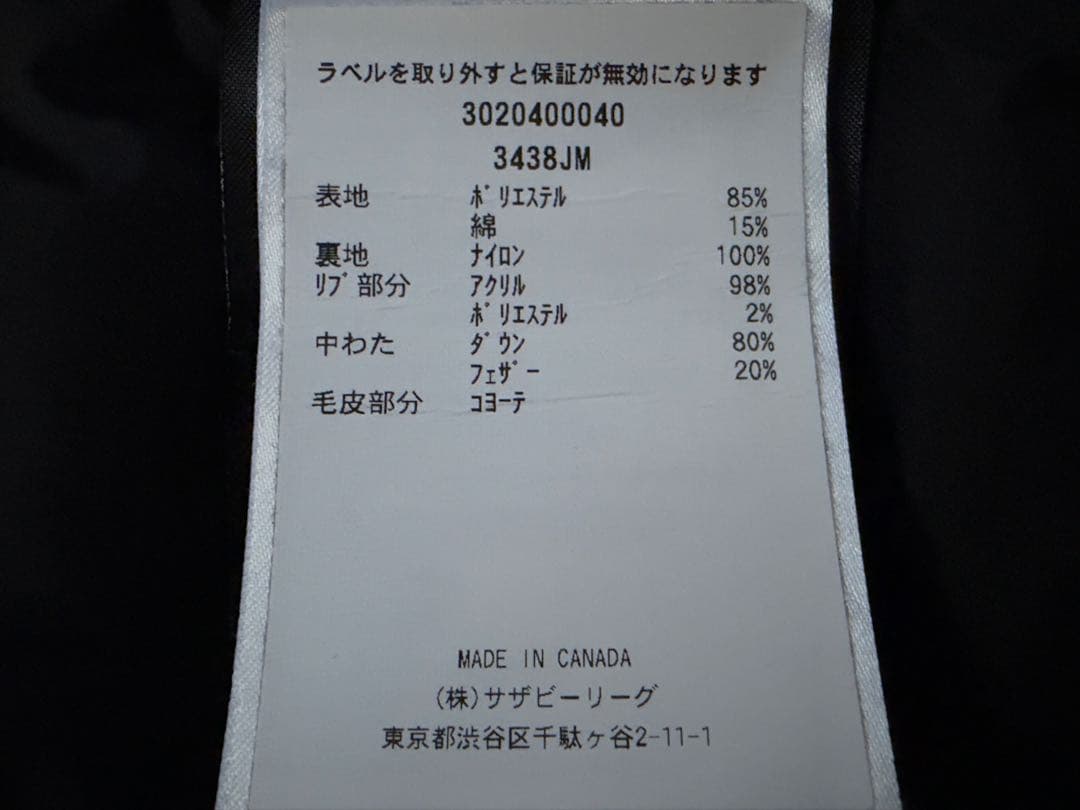 ラベルを取り外すと保証が無効になります
3020400040
3438JM
表地 ﾎﾟﾘｴｽﾃﾙ 85%
綿 15%
裏地 ﾅｲﾛﾝ 100%
ﾘﾌﾞ部分 ｱｸﾘﾙ 98%
ﾎﾟﾘｴｽﾃﾙ 2%
中わた ﾀﾞｳﾝ 80%
ﾌｪｻﾞｰ 20%
毛皮部分 ｺﾖｰﾃ
MADE IN CANADA
(株)サザビーリーグ
東京都渋谷区千駄ヶ谷2-11-1